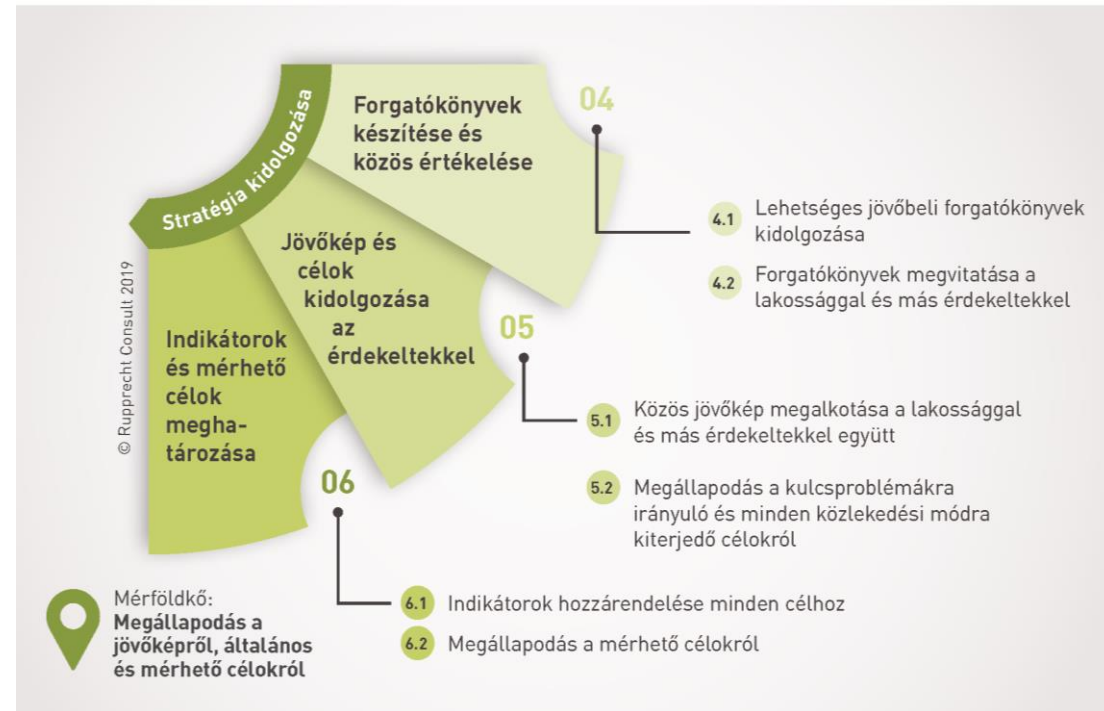 Stratégia kidolgozása
Forgatókönyvek
készítése és
közös értékelése
04
4.1 Lehetséges jövőbeli forgatókönyvek
kidolgozása
4.2 Forgatókönyvek megvitatása a
lakossággal és más érdekeltekkel
Jövőkép és
célok
kidolgozása
az
érdekeltekkel
05
5.1 Közös jövőkép megalkotása a lakossággal
és más érdekeltekkel együtt
5.2 Megállapodás a kulcsproblémákra
irányuló és minden közlekedési módra
kiterjedő célokról
Indikátorok
és mérhető
célok
megha-
tározása
06
6.1 Indikátorok hozzárendelése minden célhoz
6.2 Megállapodás a mérhető célokról
Mérföldkő:
Megállapodás a
jövőképről, általános
és mérhető célokról
© Rupprecht Consult 2019